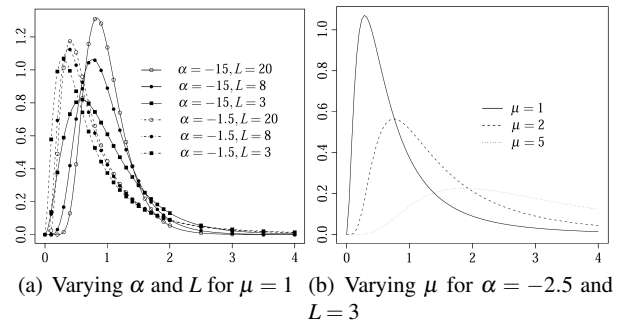 0.0 0.2 0.4 0.6 0.8 1.0 1.2
α = −15, L = 20
α = −15, L = 8
α = −15, L = 3
α = −1.5, L = 20
α = −1.5, L = 8
α = −1.5, L = 3
0 1 2 3 4
(a) Varying α and L for μ = 1
0.0 0.2 0.4 0.6 0.8 1.0
μ = 1
μ = 2
μ = 5
0 1 2 3 4
(b) Varying μ for α = −2.5 and
L = 3